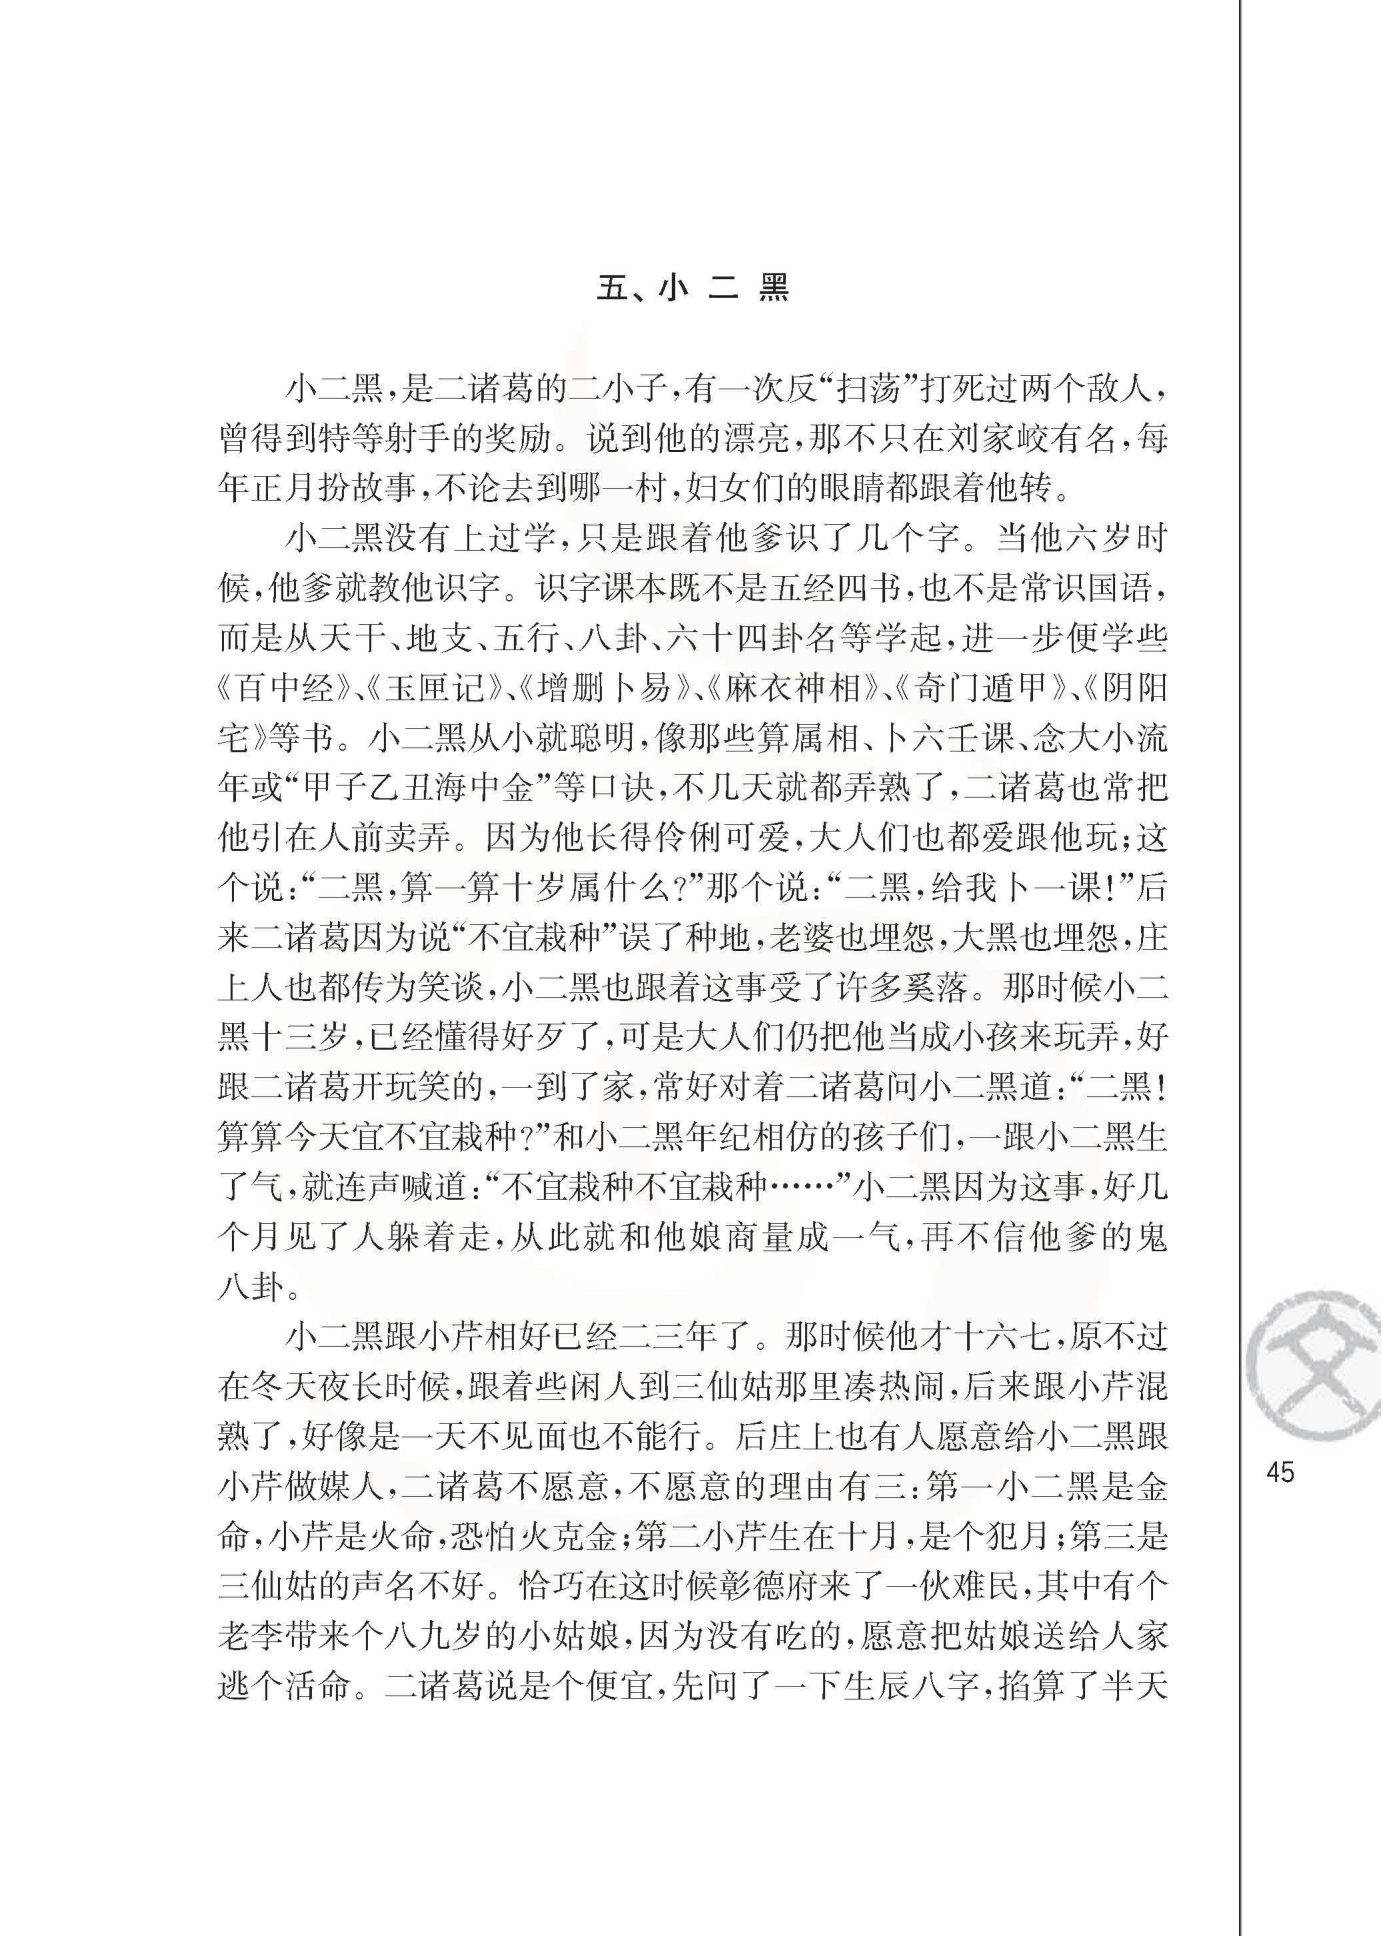 五、小 二 黑
小二黑,是二诸葛的二小子,有一次反“扫荡”打死过两个敌人,
曾得到特等射手的奖励。说到他的漂亮,那不只在刘家峧有名,每
年正月扮故事,不论去到哪一村,妇女们的眼睛都跟着他转。
小二黑没有上过学,只是跟着他爹识了几个字。当他六岁时
候,他爹就教他识字。识字课本既不是五经四书,也不是常识国语,
而是从天干、地支、五行、八卦、六十四卦名等学起,进一步便学些
《百中经》、《玉匣记》、《增删卜易》、《麻衣神相》、《奇门遁甲》、《阴阳
宅》等书。小二黑从小就聪明,像那些算属相、卜六壬课、念大小流
年或“甲子乙丑海中金”等口诀,不几天就都弄熟了,二诸葛也常把
他引在人前卖弄。因为他长得伶俐可爱,大人们也都爱跟他玩;这
个说:“二黑,算一算十岁属什么?”那个说:“二黑,给我卜一课!”后
来二诸葛因为说“不宜栽种”误了种地,老婆也埋怨,大黑也埋怨,庄
上人也都传为笑谈,小二黑也跟着这事受了许多奚落。那时候小二
黑十三岁,已经懂得好歹了,可是大人们仍把他当成小孩来玩弄,好
跟二诸葛开玩笑的,一到了家,常好对着二诸葛问小二黑道:“二黑!
算算今天宜不宜栽种?”和小二黑年纪相仿的孩子们,一跟小二黑生
了气,就连声喊道:“不宜栽种不宜栽种……”小二黑因为这事,好几
个月见了人躲着走,从此就和他娘商量成一气,再不信他爹的鬼
八卦。
小二黑跟小芹相好已经二三年了。那时候他才十六七,原不过
在冬天夜长时候,跟着些闲人到三仙姑那里凑热闹,后来跟小芹混
熟了,好像是一天不见面也不能行。后庄上也有人愿意给小二黑跟
小芹做媒人,二诸葛不愿意,不愿意的理由有三:第一小二黑是金
命,小芹是火命,恐怕火克金;第二小芹生在十月,是个犯月;第三是
三仙姑的声名不好。恰巧在这时候彰德府来了一伙难民,其中有个
老李带来个八九岁的小姑娘,因为没有吃的,愿意把姑娘送给人家
逃个活命。二诸葛说是个便宜,先问了一下生辰八字,掐算了半天
文
45